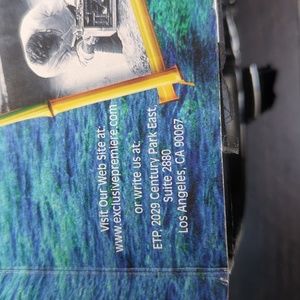 Visit Our Web Site at:
www.exclusivepremiere.com
or write us at:
ETP, 2029 Century Park East,
Suite 2880
Los Angeles, CA 90067